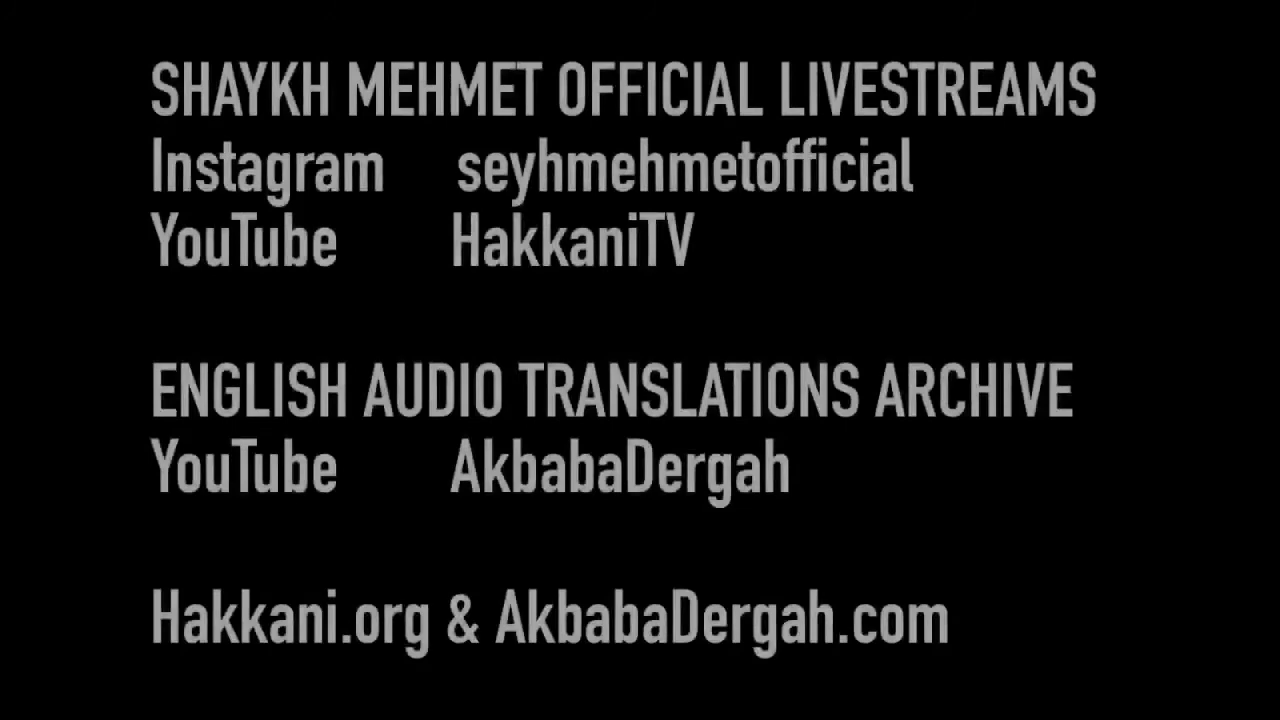 SHAYKH MEHMET OFFICIAL LIVESTREAMS
Instagram seyhmehmetofficial
YouTube HakkaniTV
ENGLISH AUDIO TRANSLATIONS ARCHIVE
YouTube AkbabaDergah
Hakkani.org & AkbabaDergah.com